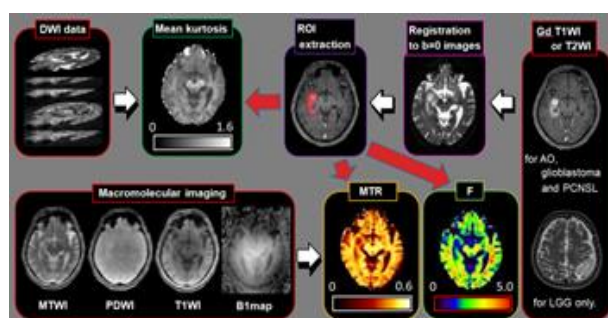 DWI data
Mean kurtosis
0
1.6
ROI
extraction
Registration
to b=0 images
Gd T1WI
or T2WI
for AO,
glioblastoma
and PCNSL
for LGG only.
Macromolecular imaging
MTWI
PDWI
T1WI
B1map
MTR
0
0.6
F
0
5.0